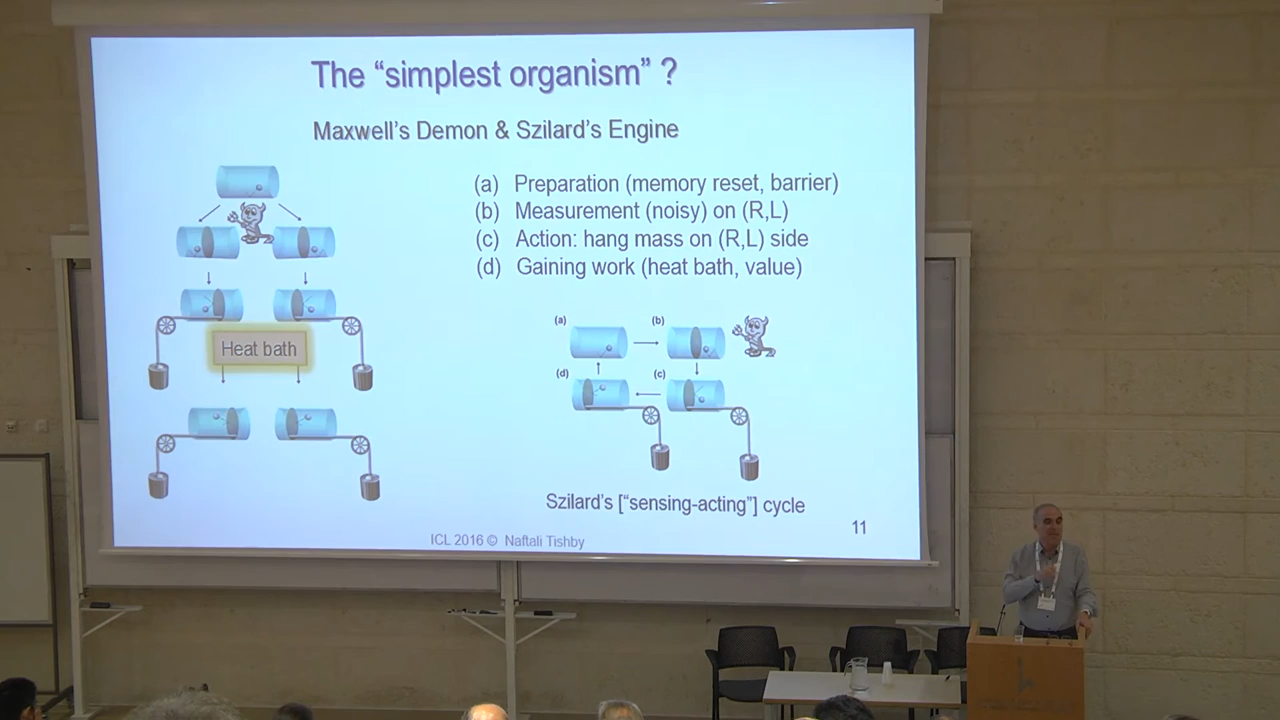 The “simplest organism” ?
Maxwell’s Demon & Szilard’s Engine
(a) Preparation (memory reset, barrier)
(b) Measurement (noisy) on (R,L)
(c) Action: hang mass on (R,L) side
(d) Gaining work (heat bath, value)
Heat bath
(a)
(b)
(d)
(c)
Szilard’s [“sensing-acting”] cycle
ICL 2016 © Naftali Tishby
11